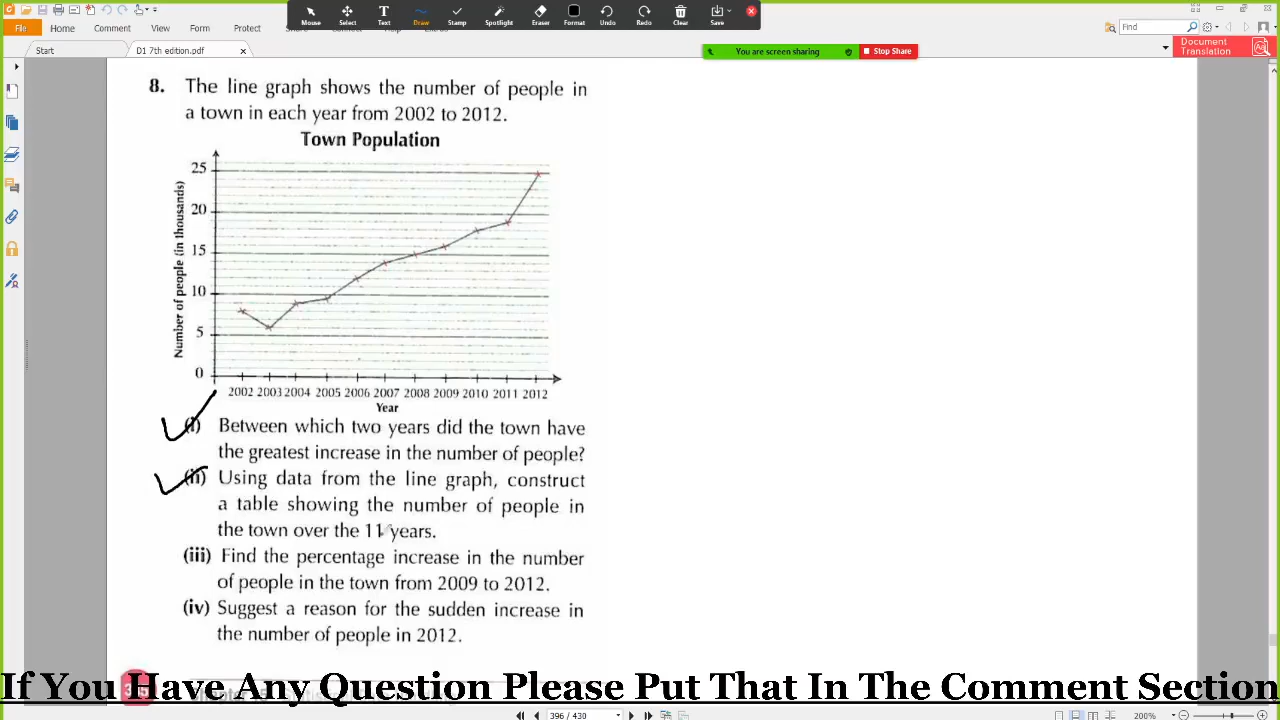 Mouse Select Text Draw Stamp Spotlight Eraser Format Undo Redo Clear Save
File Home Comment View Form Protect
Find
You are screen sharing Stop Share
Document
Translation
Start D1 7th edition.pdf
8. The line graph shows the number of people in
a town in each year from 2002 to 2012.
Town Population
Number of people (in thousands)
25
20
15
10
5
0
2002 2003 2004 2005 2006 2007 2008 2009 2010 2011 2012
Year
(i) Between which two years did the town have
the greatest increase in the number of people?
(ii) Using data from the line graph, construct
a table showing the number of people in
the town over the 11 years.
(iii) Find the percentage increase in the number
of people in the town from 2009 to 2012.
(iv) Suggest a reason for the sudden increase in
the number of people in 2012.
If You Have Any Question Please Put That In The Comment Section
396 / 430
200%